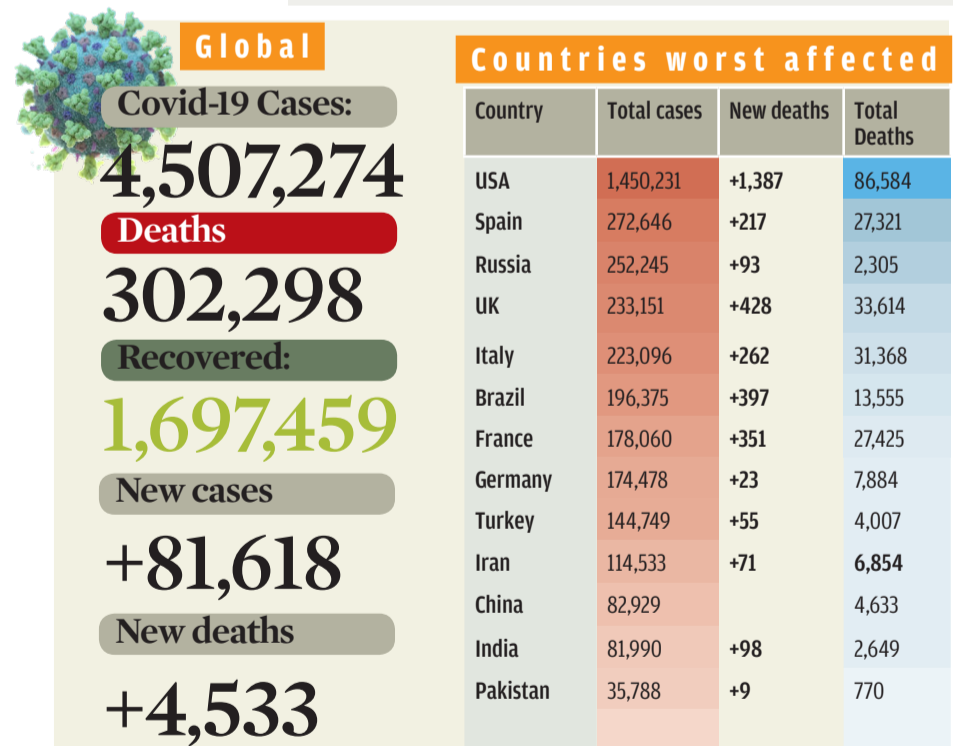 Global
Covid-19 Cases:
4,507,274
Deaths
302,298
Recovered:
1,697,459
New cases
+81,618
New deaths
+4,533
Countries worst affected
Country Total cases New deaths Total
Deaths
USA 1,450,231 +1,387 86,584
Spain 272,646 +217 27,321
Russia 252,245 +93 2,305
UK 233,151 +428 33,614
Italy 223,096 +262 31,368
Brazil 196,375 +397 13,555
France 178,060 +351 27,425
Germany 174,478 +23 7,884
Turkey 144,749 +55 4,007
Iran 114,533 +71 6,854
China 82,929 4,633
India 81,990 +98 2,649
Pakistan 35,788 +9 770